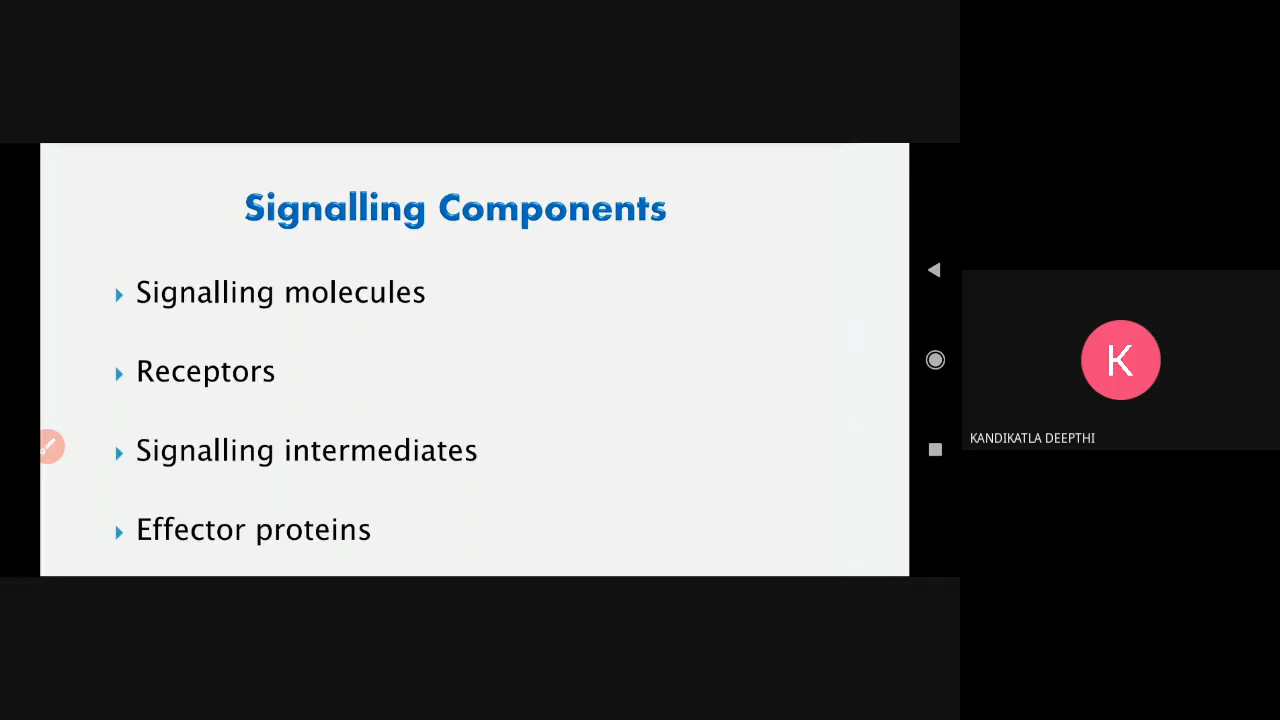 Signalling Components
Signalling molecules
Receptors
Signalling intermediates
Effector proteins
K
KANDIKATLA DEEPTHI